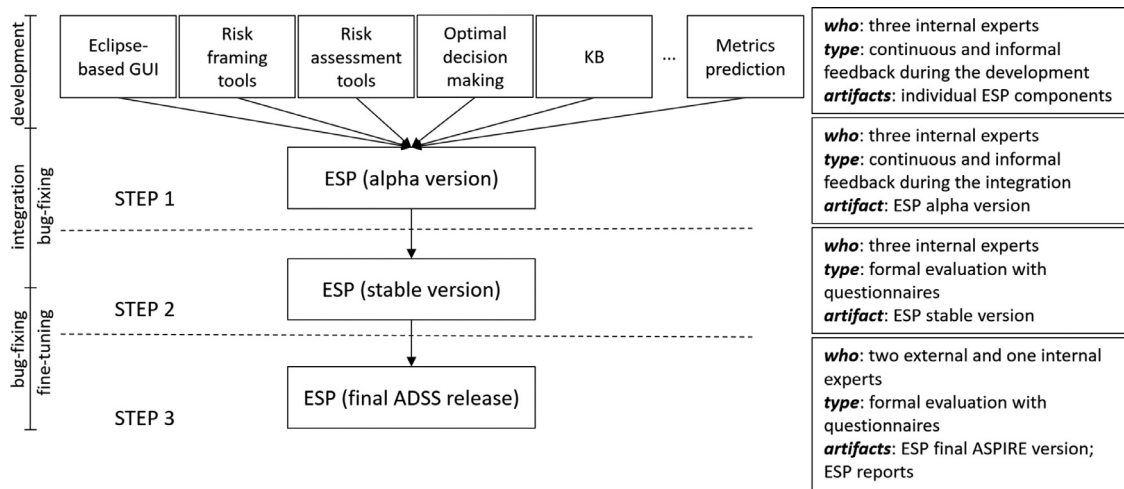 development
Eclipse-
based GUI
Risk
framing
tools
Risk
assessment
tools
Optimal
decision
making
KB
...
Metrics
prediction
who: three internal experts
type: continuous and informal
feedback during the development
artifacts: individual ESP components
integration
bug-fixing
STEP 1
ESP (alpha version)
who: three internal experts
type: continuous and informal
feedback during the integration
artifact: ESP alpha version
STEP 2
ESP (stable version)
who: three internal experts
type: formal evaluation with
questionnaires
artifact: ESP stable version
bug-fixing
fine-tuning
STEP 3
ESP (final ADSS release)
who: two external and one internal
experts
type: formal evaluation with
questionnaires
artifacts: ESP final ASPIRE version;
ESP reports